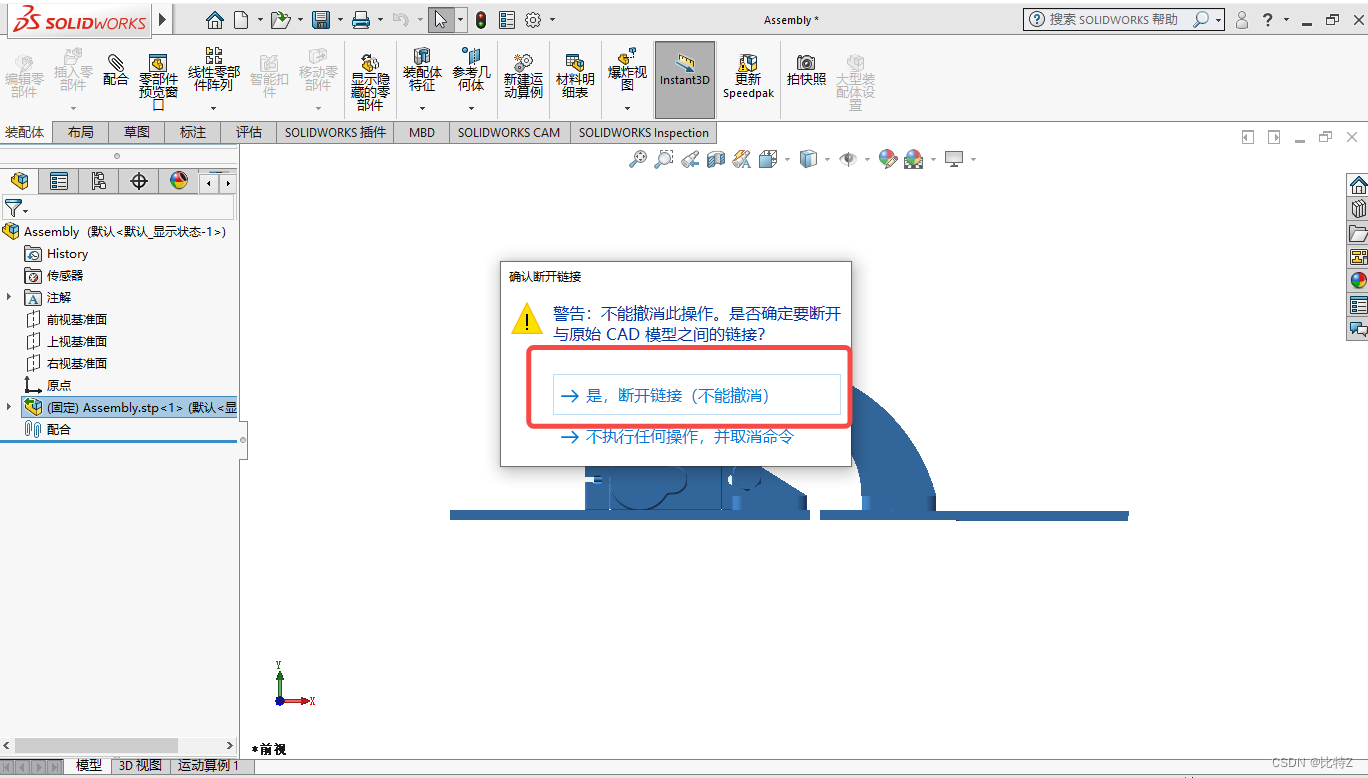 SOLIDWORKS
Assembly *
搜索 SOLIDWORKS 帮助
编辑零部件
插入零部件
配合
零部件预览窗口
线性零部件阵列
智能扣件
移动零部件
显示隐藏的零部件
装配体特征
参考几何体
新建运动算例
材料明细表
爆炸视图
Instant3D
更新 Speedpak
拍快照
大型装配体设置
装配体
布局
草图
标注
评估
SOLIDWORKS 插件
MBD
SOLIDWORKS CAM
SOLIDWORKS Inspection
Assembly (默认<默认_显示状态-1>)
History
传感器
注解
前视基准面
上视基准面
右视基准面
原点
(固定) Assembly.stp<1> (默认<显
配合
确认断开链接
警告：不能撤消此操作。是否确定要断开
与原始 CAD 模型之间的链接?
是，断开链接（不能撤消）
不执行任何操作，并取消命令
Y
X
*前视
模型
3D 视图
运动算例 1
CSDN @比特Z